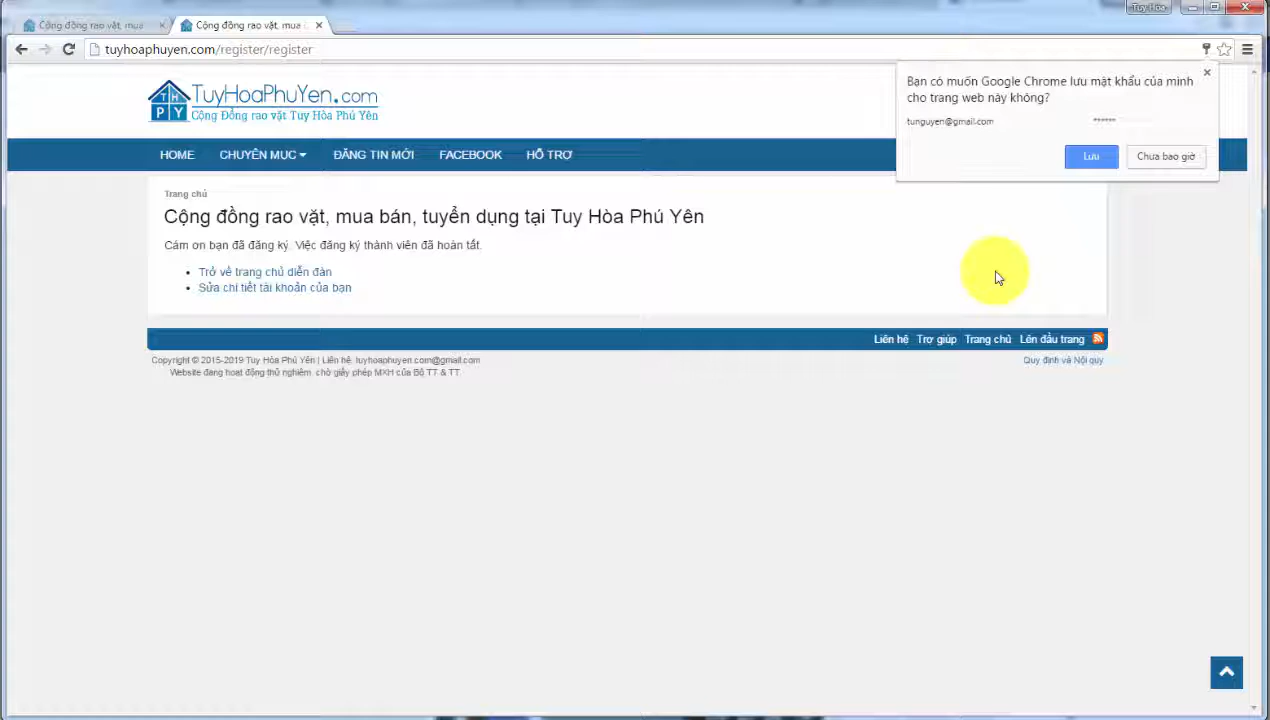 Tuy Hòa
Cộng đồng rao vặt, mua
Cộng đồng rao vặt, mua
tuyhoaphuyen.com/register/register
Bạn có muốn Google Chrome lưu mật khẩu của mình
cho trang web này không?
tunguyen@gmail.com ******
Lưu Chưa bao giờ
TH
PY
TuyHoaPhuYen.com
Cộng Đồng rao vặt Tuy Hòa Phú Yên
HOME CHUYÊN MỤC ĐĂNG TIN MỚI FACEBOOK HỖ TRỢ
Trang chủ
Cộng đồng rao vặt, mua bán, tuyển dụng tại Tuy Hòa Phú Yên
Cám ơn bạn đã đăng ký. Việc đăng ký thành viên đã hoàn tất.
• Trở về trang chủ diễn đàn
• Sửa chi tiết tài khoản của bạn
Liên hệ Trợ giúp Trang chủ Lên đầu trang
Copyright © 2015-2019 Tuy Hòa Phú Yên | Liên hệ: tuyhoaphuyen.com@gmail.com
Quy định và Nội quy
Website đang hoạt động thử nghiệm, chờ giấy phép MXH của Bộ TT & TT.